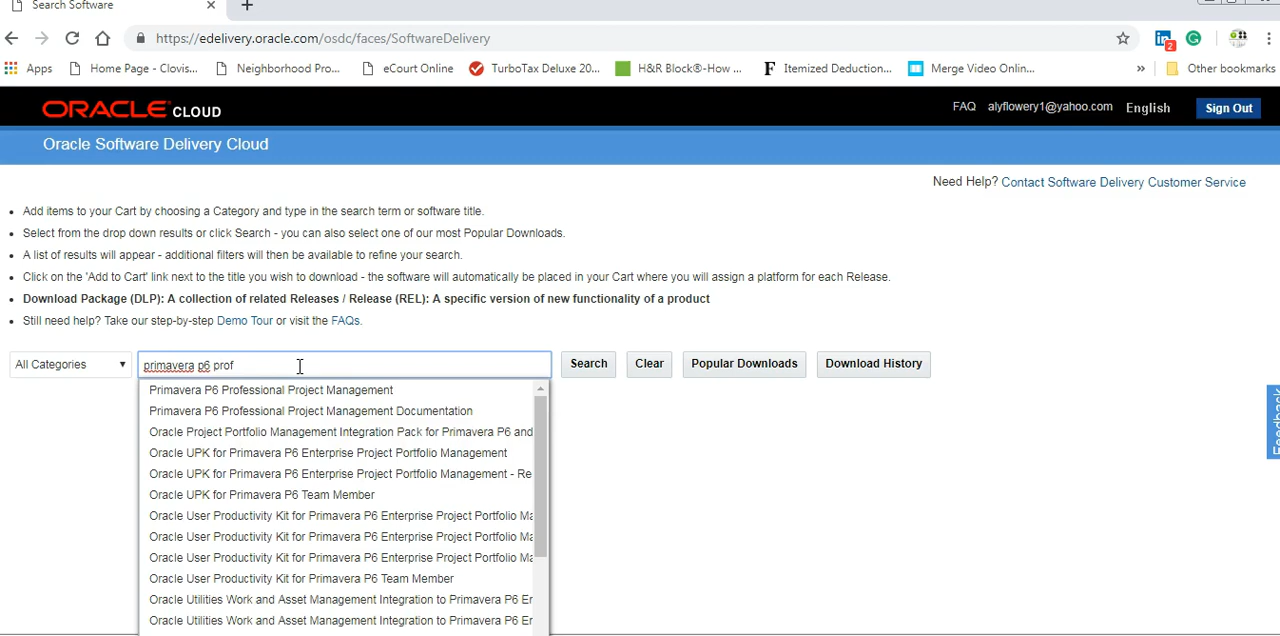 Search Software
https://edelivery.oracle.com/osdc/faces/SoftwareDelivery
2
Apps Home Page - Clovis... Neighborhood Pro... eCourt Online TurboTax Deluxe 20... H&R Block®-How ... F Itemized Deduction... Merge Video Onlin... » Other bookmarks
ORACLE CLOUD FAQ alyflowery1@yahoo.com English Sign Out
Oracle Software Delivery Cloud
Need Help? Contact Software Delivery Customer Service
Add items to your Cart by choosing a Category and type in the search term or software title.
Select from the drop down results or click Search - you can also select one of our most Popular Downloads.
A list of results will appear - additional filters will then be available to refine your search.
Click on the 'Add to Cart' link next to the title you wish to download - the software will automatically be placed in your Cart where you will assign a platform for each Release.
Download Package (DLP): A collection of related Releases / Release (REL): A specific version of new functionality of a product
Still need help? Take our step-by-step Demo Tour or visit the FAQs.
All Categories primavera p6 prof Search Clear Popular Downloads Download History
Primavera P6 Professional Project Management
Primavera P6 Professional Project Management Documentation
Oracle Project Portfolio Management Integration Pack for Primavera P6 and
Oracle UPK for Primavera P6 Enterprise Project Portfolio Management
Oracle UPK for Primavera P6 Enterprise Project Portfolio Management - Re
Oracle UPK for Primavera P6 Team Member
Oracle User Productivity Kit for Primavera P6 Enterprise Project Portfolio Ma
Oracle User Productivity Kit for Primavera P6 Enterprise Project Portfolio Ma
Oracle User Productivity Kit for Primavera P6 Enterprise Project Portfolio Ma
Oracle User Productivity Kit for Primavera P6 Team Member
Oracle Utilities Work and Asset Management Integration to Primavera P6 Er
Oracle Utilities Work and Asset Management Integration to Primavera P6 Er
Feedback